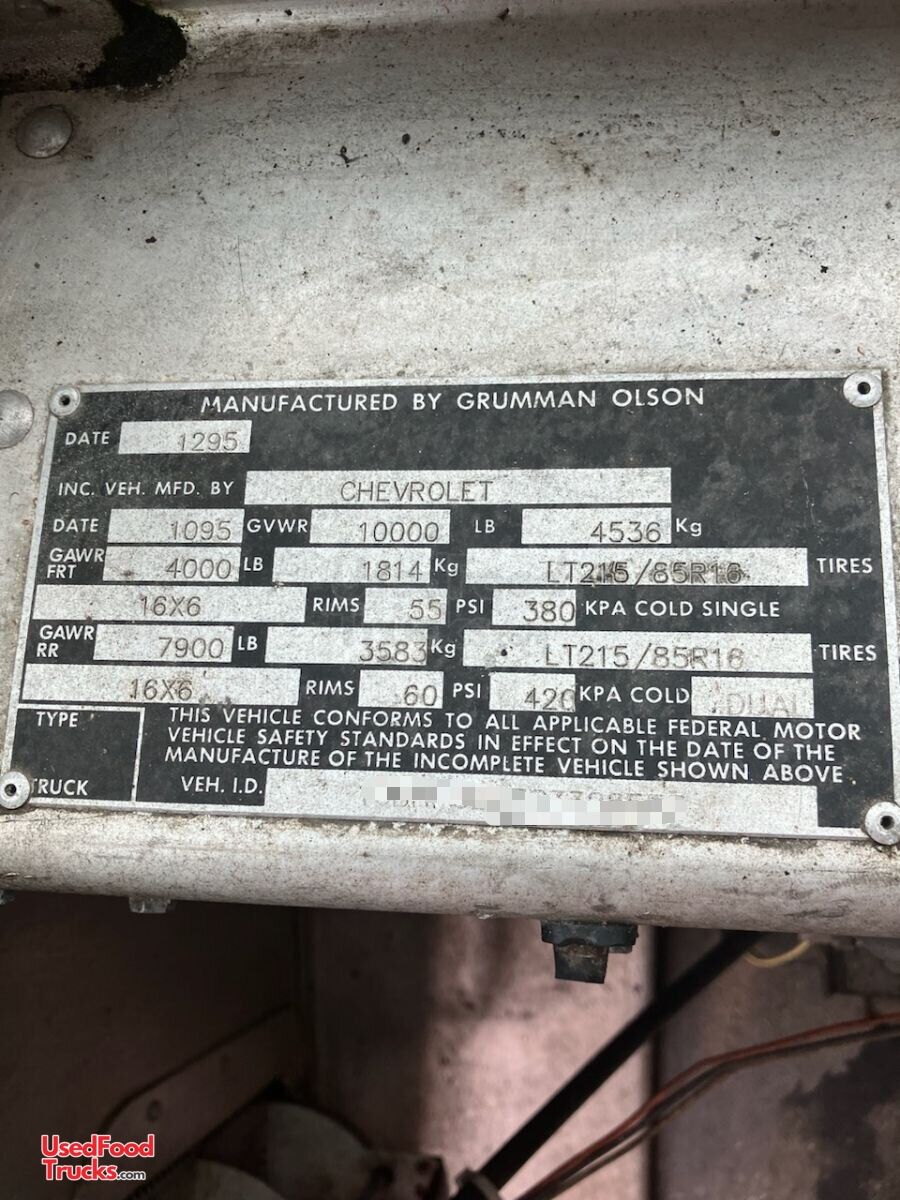 MANUFACTURED BY GRUMMAN OLSON
DATE 1295
INC. VEH. MFD. BY CHEVROLET
DATE 1095 GVWR 10000 LB 4536 Kg
GAWR FRT 4000 LB 1814 Kg LT215/85R16 TIRES
16X6 RIMS 55 PSI 380 KPA COLD SINGLE
GAWR RR 7900 LB 3583 Kg LT215/85R16 TIRES
16X6 RIMS 60 PSI 420 KPA COLD DUAL
TYPE
TRUCK
THIS VEHICLE CONFORMS TO ALL APPLICABLE FEDERAL MOTOR
VEHICLE SAFETY STANDARDS IN EFFECT ON THE DATE OF THE
MANUFACTURE OF THE INCOMPLETE VEHICLE SHOWN ABOVE
VEH. I.D.
UsedFood
Trucks.com